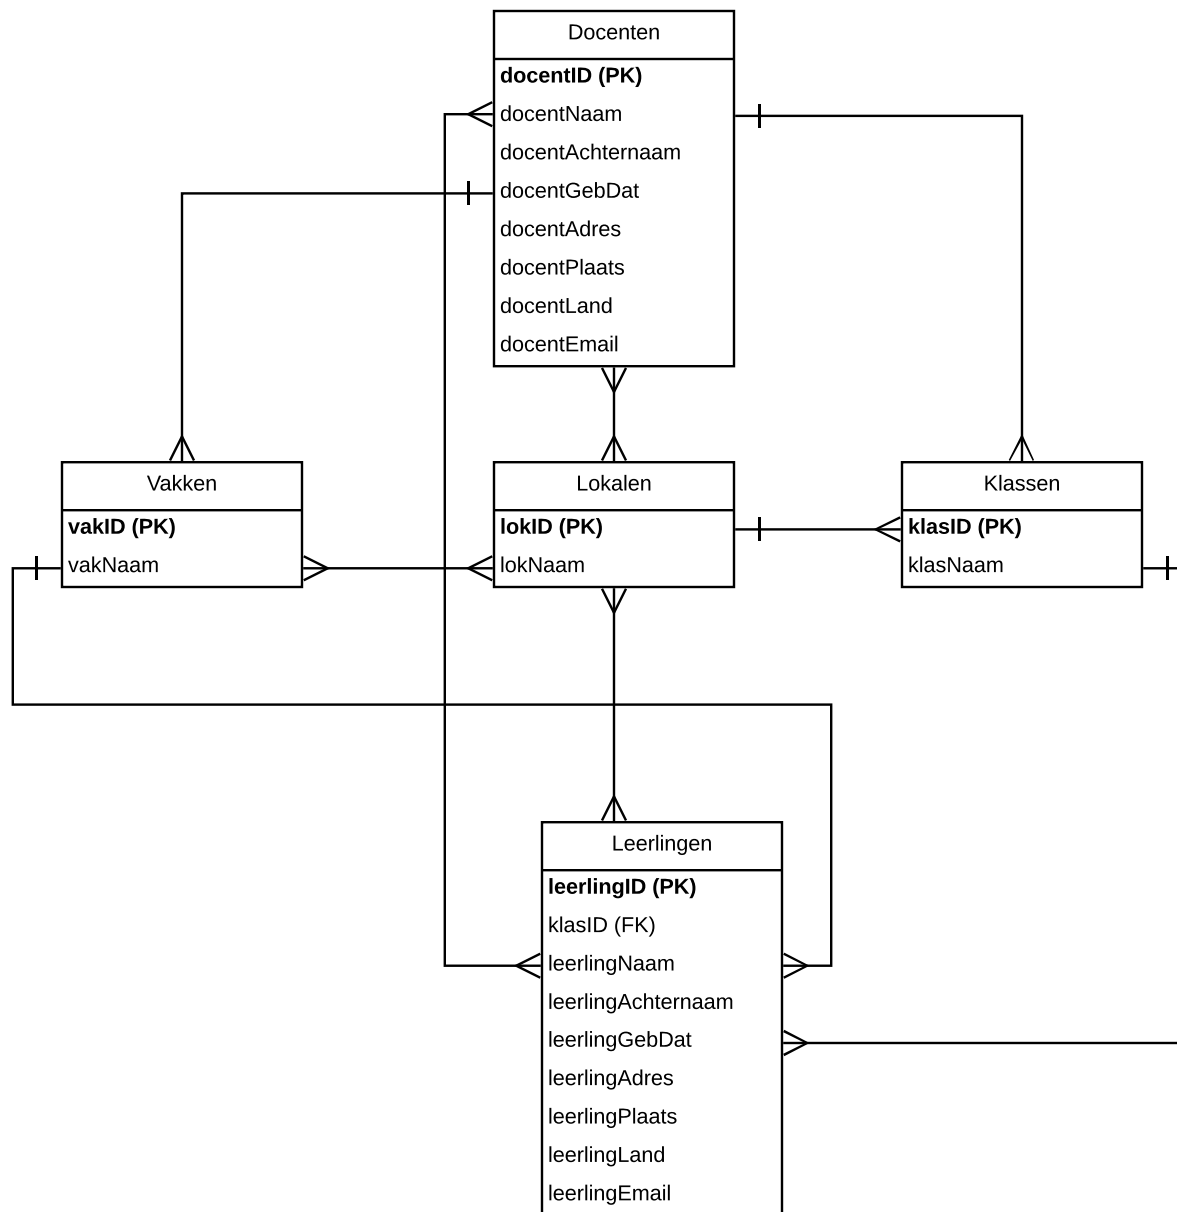 Docenten
docentID (PK)
docentNaam
docentAchternaam
docentGebDat
docentAdres
docentPlaats
docentLand
docentEmail
Vakken
vakID (PK)
vakNaam
Lokalen
lokID (PK)
lokNaam
Klassen
klasID (PK)
klasNaam
Leerlingen
leerlingID (PK)
klasID (FK)
leerlingNaam
leerlingAchternaam
leerlingGebDat
leerlingAdres
leerlingPlaats
leerlingLand
leerlingEmail